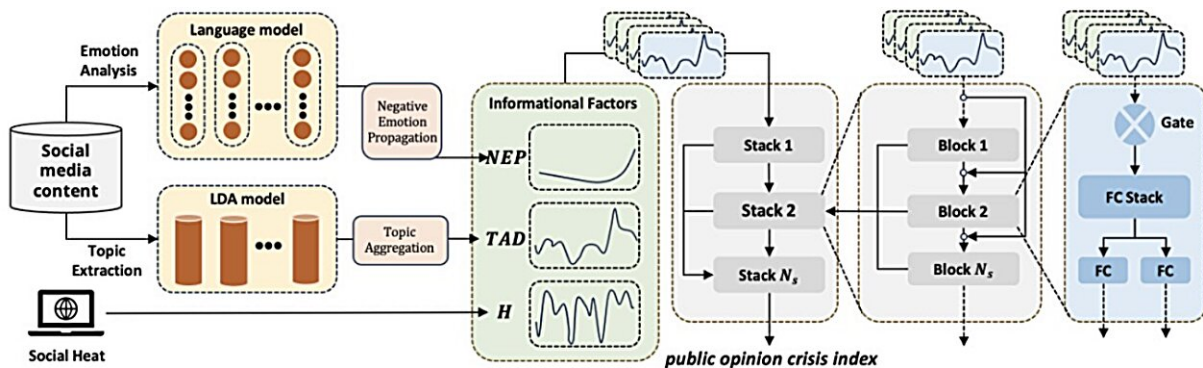 Language model
Emotion
Analysis
Negative
Emotion
Propagation
Social
media
content
LDA model
Topic
Aggregation
Topic
Extraction
Social Heat
Informational Factors
NEP
TAD
H
Stack 1
Stack 2
Stack Nₛ
public opinion crisis index
Block 1
Block 2
Block Nₛ
Gate
FC Stack
FC
FC